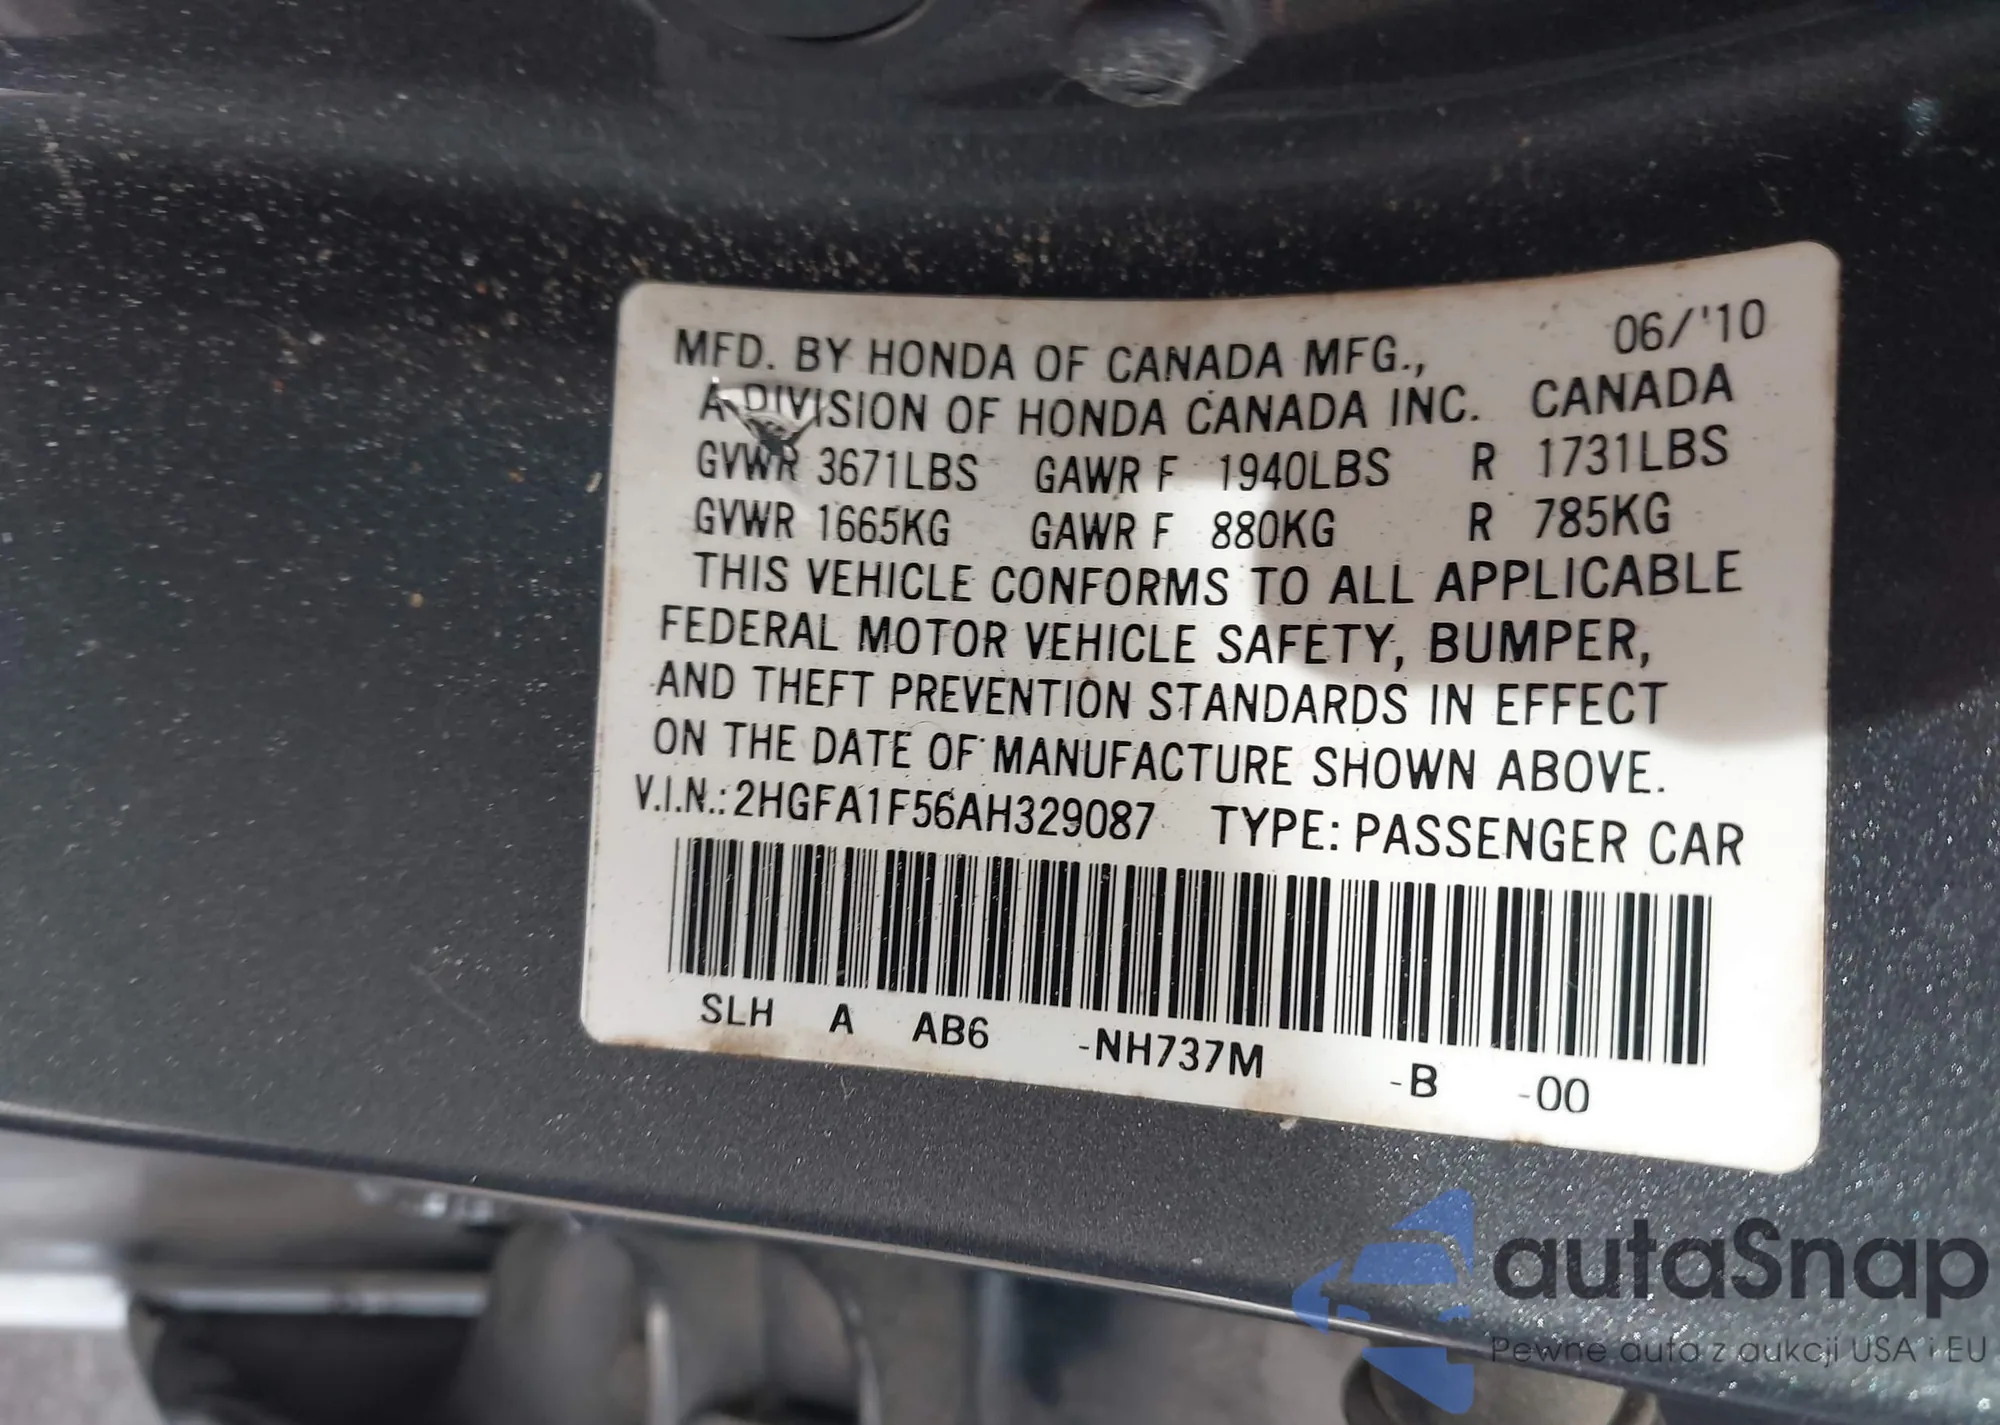 MFD. BY HONDA OF CANADA MFG., 06/'10
A DIVISION OF HONDA CANADA INC. CANADA
GVWR 3671LBS GAWR F 1940LBS R 1731LBS
GVWR 1665KG GAWR F 880KG R 785KG
THIS VEHICLE CONFORMS TO ALL APPLICABLE
FEDERAL MOTOR VEHICLE SAFETY, BUMPER,
AND THEFT PREVENTION STANDARDS IN EFFECT
ON THE DATE OF MANUFACTURE SHOWN ABOVE.
V.I.N.: 2HGFA1F56AH329087 TYPE: PASSENGER CAR
SLH A AB6 -NH737M -B -00
autaSnap
Pewne auta z aukcji USA i EU